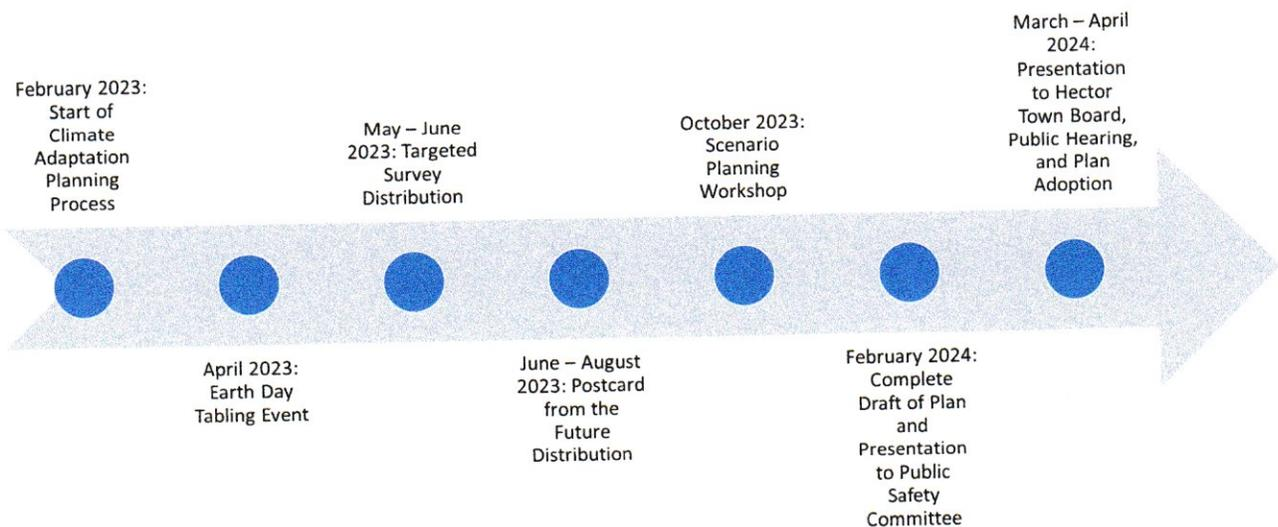 February 2023:
Start of
Climate
Adaptation
Planning
Process
April 2023:
Earth Day
Tabling Event
May – June
2023: Targeted
Survey
Distribution
June – August
2023: Postcard
from the
Future
Distribution
October 2023:
Scenario
Planning
Workshop
February 2024:
Complete
Draft of Plan
and
Presentation
to Public
Safety
Committee
March – April
2024:
Presentation
to Hector
Town Board,
Public Hearing,
and Plan
Adoption